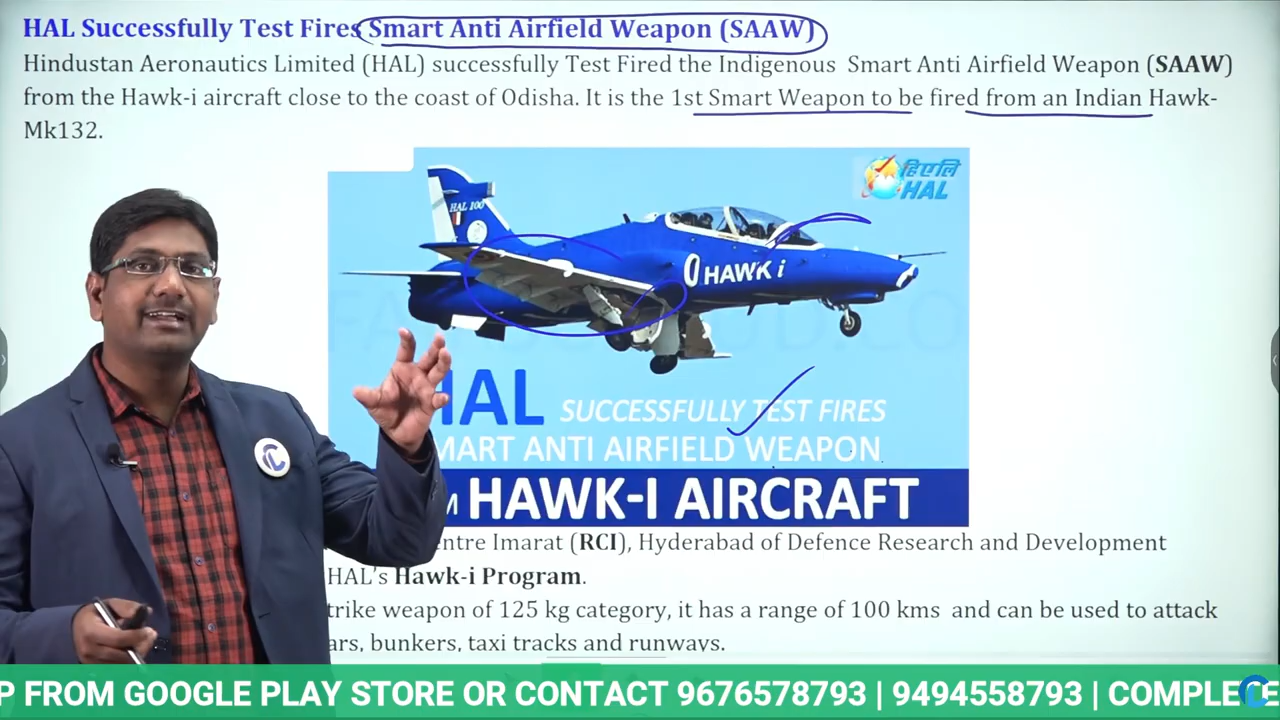 HAL Successfully Test Fires Smart Anti Airfield Weapon (SAAW)
Hindustan Aeronautics Limited (HAL) successfully Test Fired the Indigenous Smart Anti Airfield Weapon (SAAW)
from the Hawk-i aircraft close to the coast of Odisha. It is the 1st Smart Weapon to be fired from an Indian Hawk-
Mk132.
हिएलि
HAL
HAL 100
HAWK i
HAL SUCCESSFULLY TEST FIRES
MART ANTI AIRFIELD WEAPON
M HAWK-I AIRCRAFT
entre Imarat (RCI), Hyderabad of Defence Research and Development
HAL's Hawk-i Program.
trike weapon of 125 kg category, it has a range of 100 kms and can be used to attack
ars, bunkers, taxi tracks and runways.
P FROM GOOGLE PLAY STORE OR CONTACT 9676578793 | 9494558793 | COMPLETE